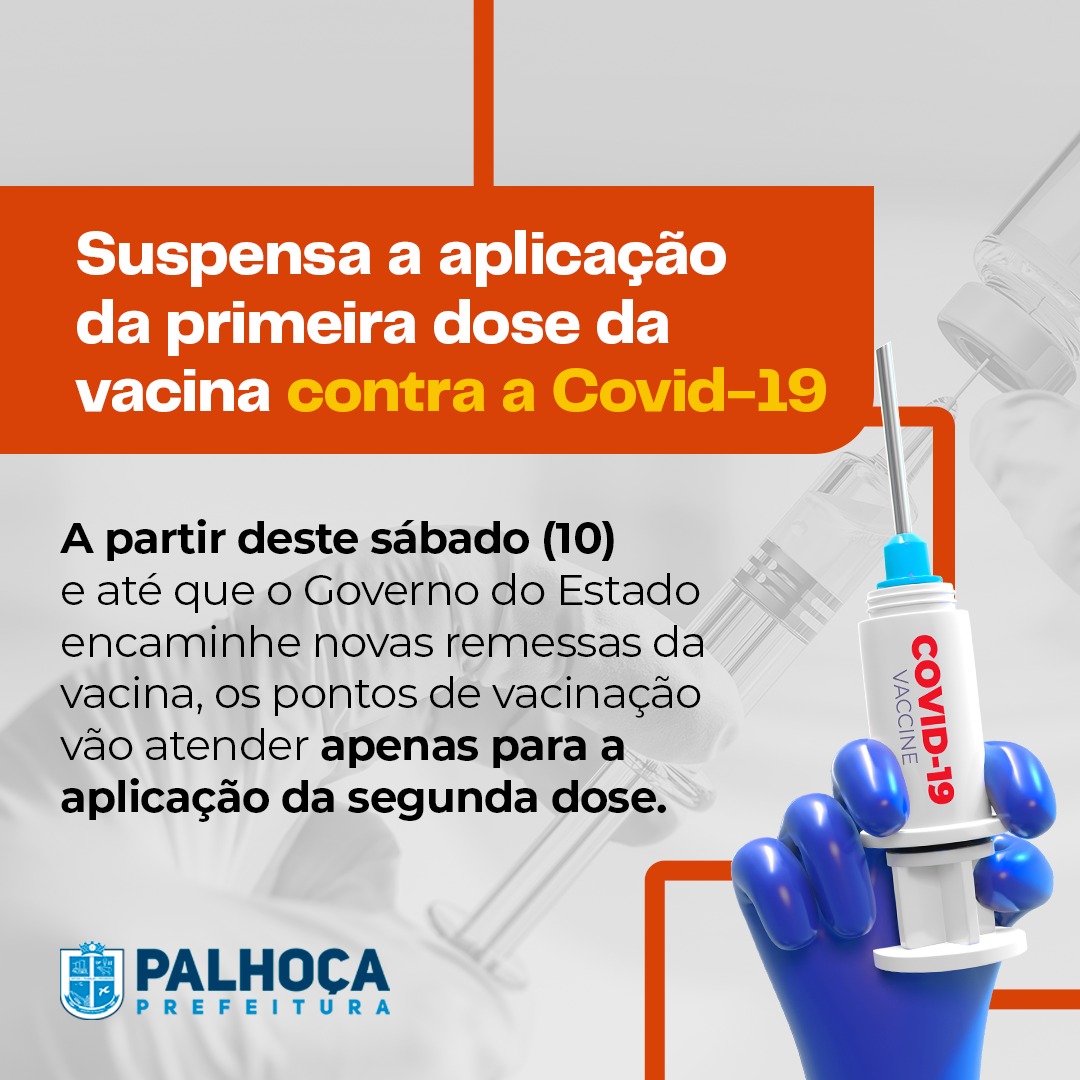 Suspensa a aplicação
da primeira dose da
vacina contra a Covid-19
A partir deste sábado (10)
e até que o Governo do Estado
encaminhe novas remessas da
vacina, os pontos de vacinação
vão atender apenas para a
aplicação da segunda dose.
COVID-19
VACCINE
PALHOÇA
PREFEITURA